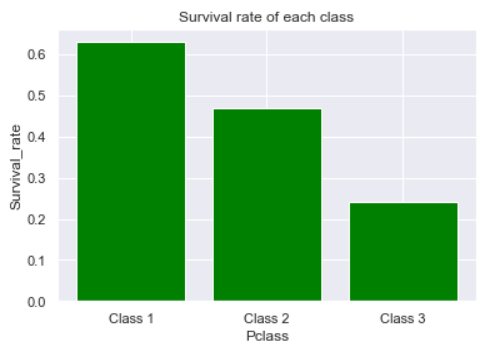 Survival rate of each class
Survival_rate
0.6
0.5
0.4
0.3
0.2
0.1
0.0
Class 1 Class 2 Class 3
Pclass